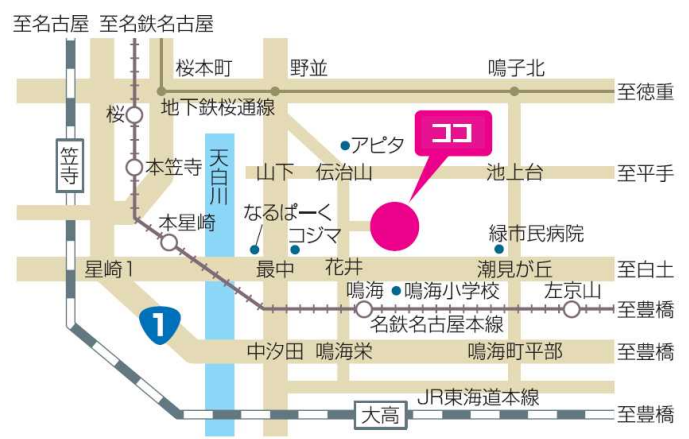 至名古屋
至名鉄名古屋
桜本町
野並
鳴子北
至徳重
地下鉄桜通線
桜
アピタ
ココ
笠寺
本笠寺
天白川
山下
伝治山
池上台
至平手
なるぱーく
コジマ
本星崎
緑市民病院
星崎1
最中
花井
潮見が丘
至白土
鳴海
鳴海小学校
左京山
至豊橋
名鉄名古屋本線
1
中汐田
鳴海栄
鳴海町平部
至豊橋
JR東海道本線
大高
至豊橋